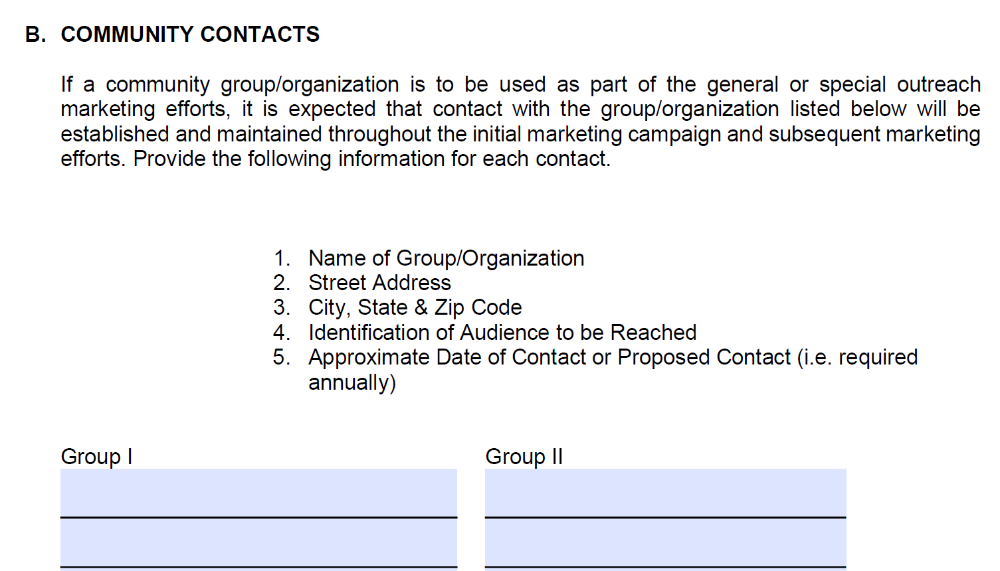 B. COMMUNITY CONTACTS
If a community group/organization is to be used as part of the general or special outreach
marketing efforts, it is expected that contact with the group/organization listed below will be
established and maintained throughout the initial marketing campaign and subsequent marketing
efforts. Provide the following information for each contact.
1. Name of Group/Organization
2. Street Address
3. City, State & Zip Code
4. Identification of Audience to be Reached
5. Approximate Date of Contact or Proposed Contact (i.e. required
annually)
Group I Group II